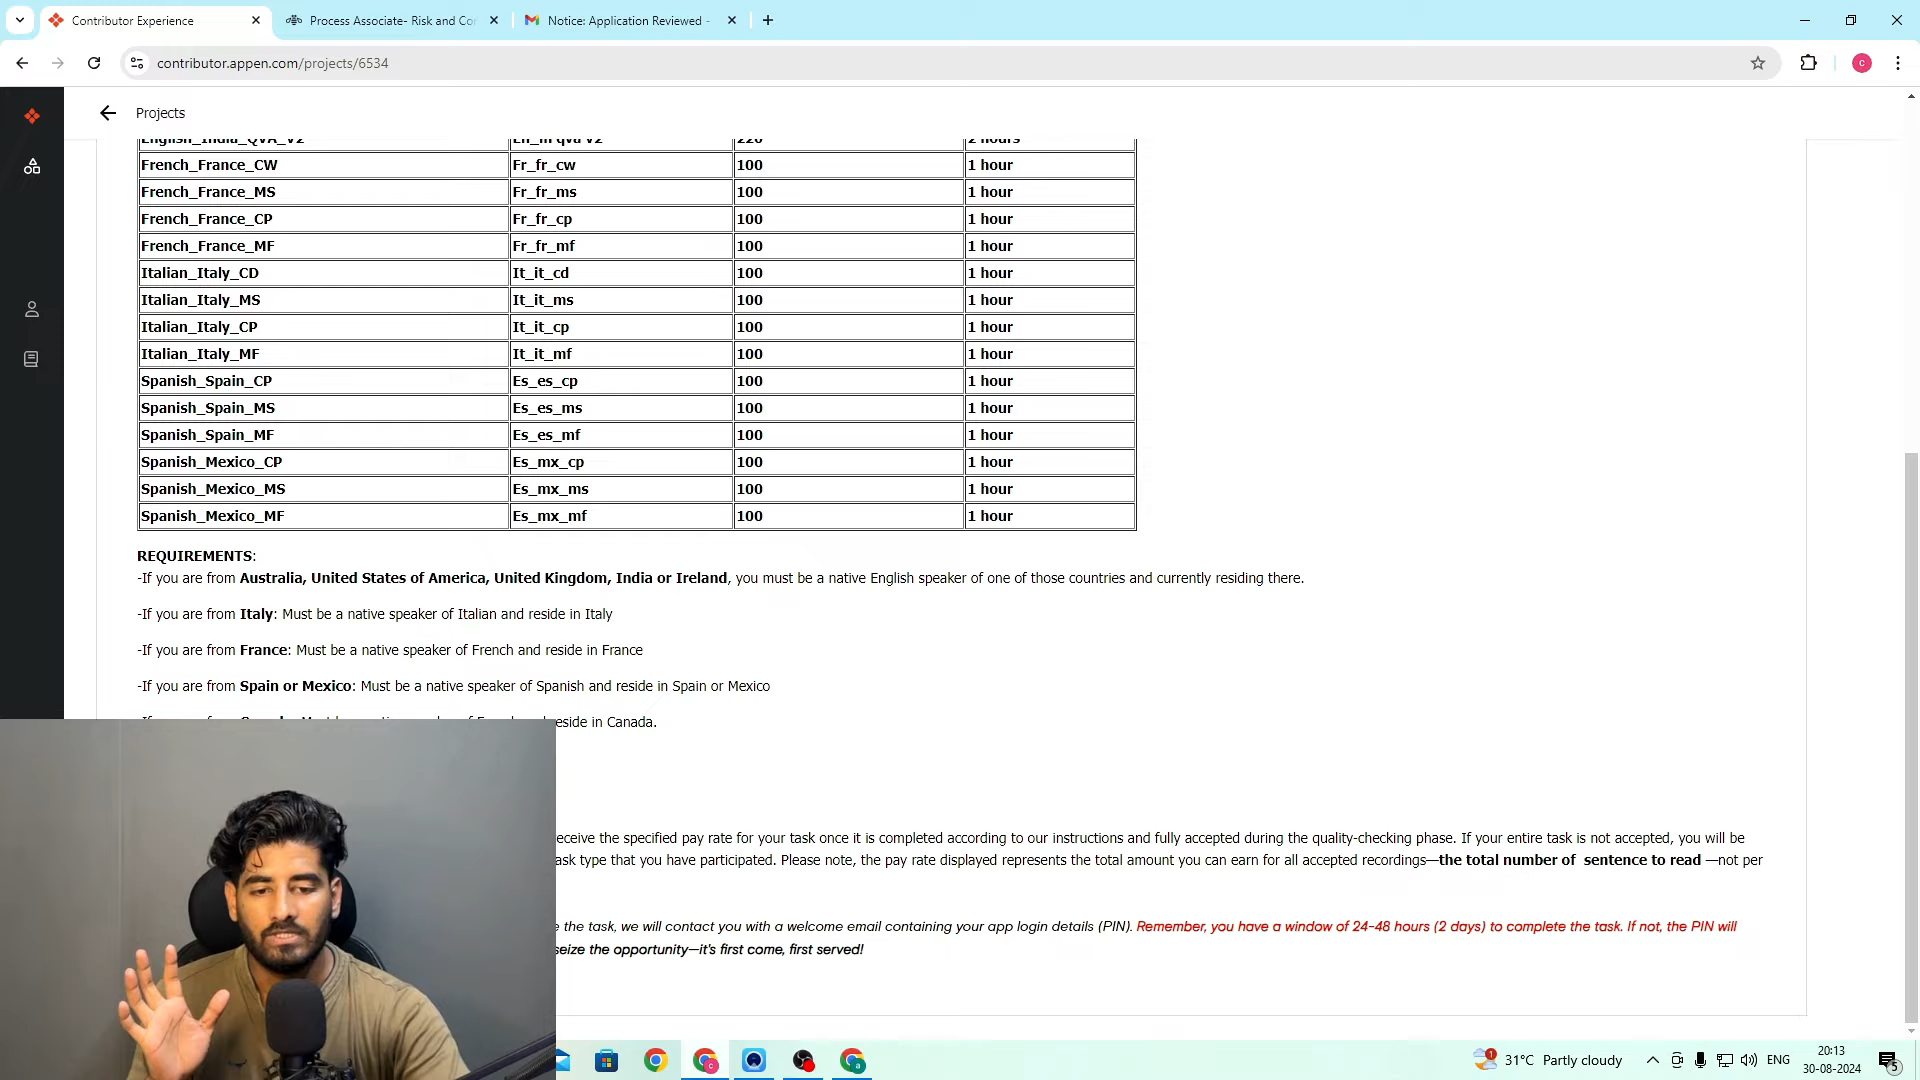 Contributor Experience
Process Associate- Risk and Co
Notice: Application Reviewed -
contributor.appen.com/projects/6534
C
Projects
English_India_QVA_V2 En_in qva V2 220 2 hours
French_France_CW Fr_fr_cw 100 1 hour
French_France_MS Fr_fr_ms 100 1 hour
French_France_CP Fr_fr_cp 100 1 hour
French_France_MF Fr_fr_mf 100 1 hour
Italian_Italy_CD It_it_cd 100 1 hour
Italian_Italy_MS It_it_ms 100 1 hour
Italian_Italy_CP It_it_cp 100 1 hour
Italian_Italy_MF It_it_mf 100 1 hour
Spanish_Spain_CP Es_es_cp 100 1 hour
Spanish_Spain_MS Es_es_ms 100 1 hour
Spanish_Spain_MF Es_es_mf 100 1 hour
Spanish_Mexico_CP Es_mx_cp 100 1 hour
Spanish_Mexico_MS Es_mx_ms 100 1 hour
Spanish_Mexico_MF Es_mx_mf 100 1 hour
REQUIREMENTS:
-If you are from Australia, United States of America, United Kingdom, India or Ireland, you must be a native English speaker of one of those countries and currently residing there.
-If you are from Italy: Must be a native speaker of Italian and reside in Italy
-If you are from France: Must be a native speaker of French and reside in France
-If you are from Spain or Mexico: Must be a native speaker of Spanish and reside in Spain or Mexico
eside in Canada.
eceive the specified pay rate for your task once it is completed according to our instructions and fully accepted during the quality-checking phase. If your entire task is not accepted, you will be
ask type that you have participated. Please note, the pay rate displayed represents the total amount you can earn for all accepted recordings—the total number of sentence to read —not per
e the task, we will contact you with a welcome email containing your app login details (PIN). Remember, you have a window of 24-48 hours (2 days) to complete the task. If not, the PIN will
seize the opportunity—it's first come, first served!
1
31°C Partly cloudy
ENG
20:13
30-08-2024
5